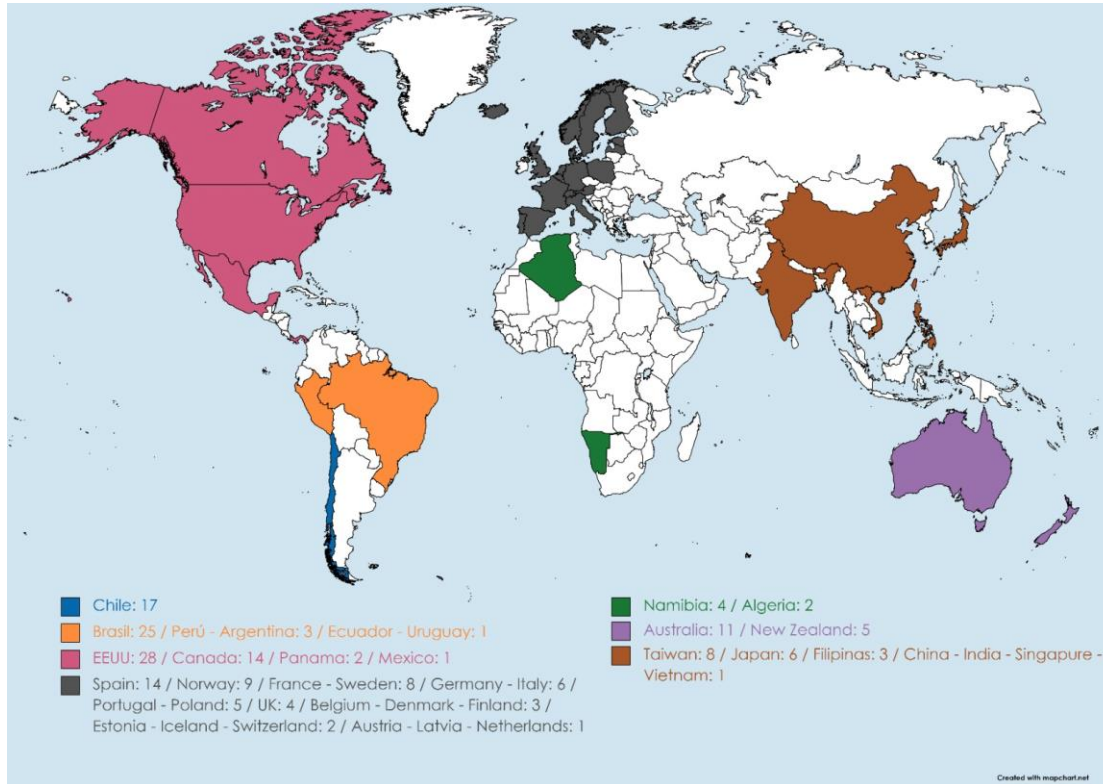 Chile: 17
Brasil: 25 / Perú - Argentina: 3 / Ecuador - Uruguay: 1
EEUU: 28 / Canada: 14 / Panama: 2 / Mexico: 1
Spain: 14 / Norway: 9 / France - Sweden: 8 / Germany - Italy: 6 /
Portugal - Poland: 5 / UK: 4 / Belgium - Denmark - Finland: 3 /
Estonia - Iceland - Switzerland: 2 / Austria - Latvia - Netherlands: 1
Namibia: 4 / Algeria: 2
Australia: 11 / New Zealand: 5
Taiwan: 8 / Japan: 6 / Filipinas: 3 / China - India - Singapure -
Vietnam: 1
Created with mapchart.net